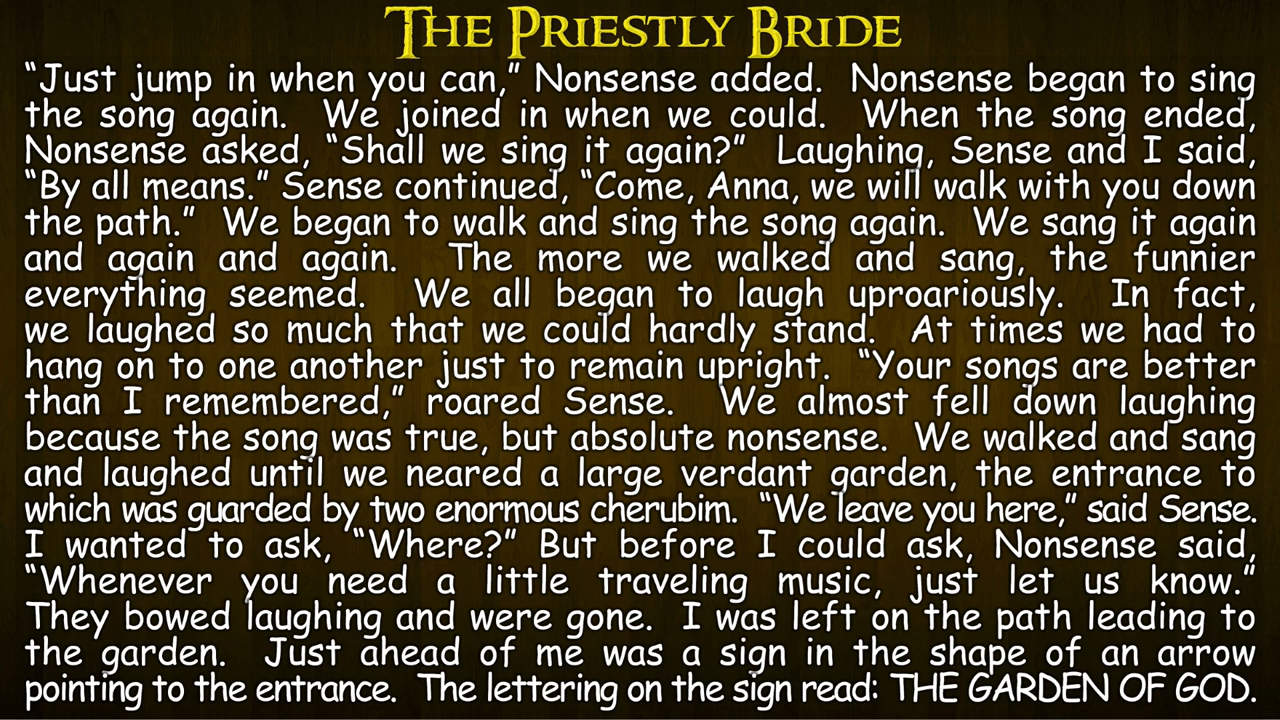 THE PRIESTLY BRIDE
“Just jump in when you can,” Nonsense added. Nonsense began to sing
the song again. We joined in when we could. When the song ended,
Nonsense asked, “Shall we sing it again?” Laughing, Sense and I said,
“By all means.” Sense continued, “Come, Anna, we will walk with you down
the path.” We began to walk and sing the song again. We sang it again
and again and again. The more we walked and sang, the funnier
everything seemed. We all began to laugh uproariously. In fact,
we laughed so much that we could hardly stand. At times we had to
hang on to one another just to remain upright. “Your songs are better
than I remembered,” roared Sense. We almost fell down laughing
because the song was true, but absolute nonsense. We walked and sang
and laughed until we neared a large verdant garden, the entrance to
which was guarded by two enormous cherubim. “We leave you here,” said Sense.
I wanted to ask, “Where?” But before I could ask, Nonsense said,
“Whenever you need a little traveling music, just let us know.”
They bowed laughing and were gone. I was left on the path leading to
the garden. Just ahead of me was a sign in the shape of an arrow
pointing to the entrance. The lettering on the sign read: THE GARDEN OF GOD.